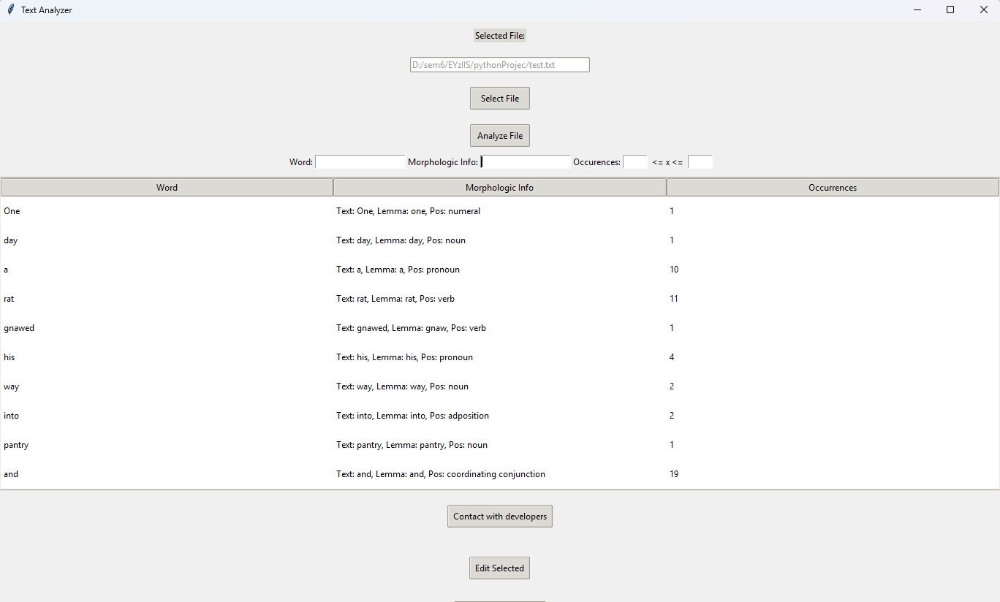 Text Analyzer
Selected File:
D:/sem6/EYzIIS/pythonProjec/test.txt
Select File
Analyze File
Word: Morphologic Info: Occurences: <= x <=
Word Morphologic Info Occurrences
One Text: One, Lemma: one, Pos: numeral 1
day Text: day, Lemma: day, Pos: noun 1
a Text: a, Lemma: a, Pos: pronoun 10
rat Text: rat, Lemma: rat, Pos: verb 11
gnawed Text: gnawed, Lemma: gnaw, Pos: verb 1
his Text: his, Lemma: his, Pos: pronoun 4
way Text: way, Lemma: way, Pos: noun 2
into Text: into, Lemma: into, Pos: adposition 2
pantry Text: pantry, Lemma: pantry, Pos: noun 1
and Text: and, Lemma: and, Pos: coordinating conjunction 19
Contact with developers
Edit Selected